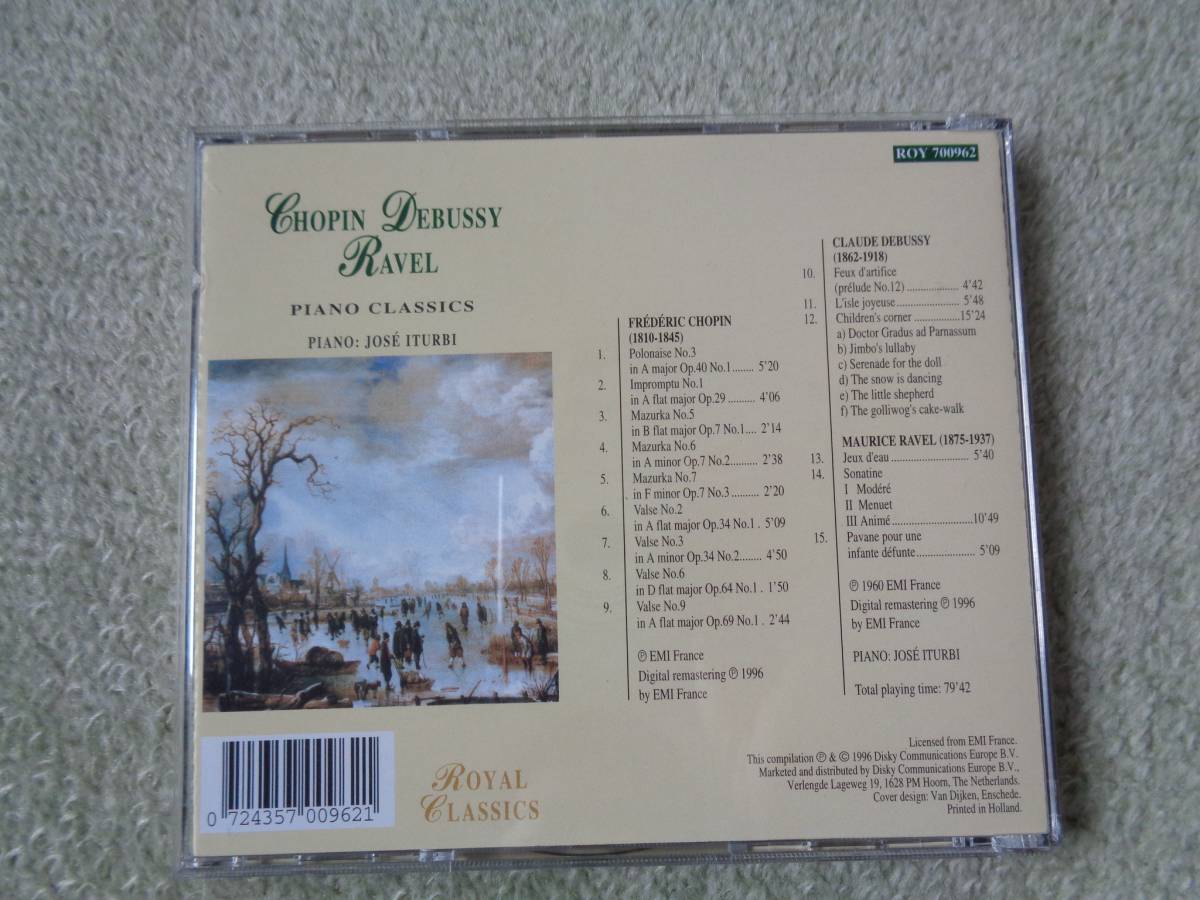 ROY 700962
CHOPIN DEBUSSY
RAVEL
PIANO CLASSICS
PIANO: JOSÉ ITURBI
FRÉDÉRIC CHOPIN
(1810-1845)
1. Polonaise No.3
in A major Op.40 No.1........ 5'20
2. Impromptu No.1
in A flat major Op.29 .......... 4'06
3. Mazurka No.5
in B flat major Op.7 No.1.... 2'14
4. Mazurka No.6
in A minor Op.7 No.2.......... 2'38
5. Mazurka No.7
in F minor Op.7 No.3 .......... 2'20
6. Valse No.2
in A flat major Op.34 No.1 . 5'09
7. Valse No.3
in A minor Op.34 No.2........ 4'50
8. Valse No.6
in D flat major Op.64 No.1 . 1'50
9. Valse No.9
in A flat major Op.69 No.1 . 2'44
℗ EMI France
Digital remastering ℗ 1996
by EMI France
CLAUDE DEBUSSY
(1862-1918)
10. Feux d'artifice
(prélude No.12) ................... 4'42
11. L'isle joyeuse....................... 5'48
12. Children's corner .................15'24
a) Doctor Gradus ad Parnassum
b) Jimbo's lullaby
c) Serenade for the doll
d) The snow is dancing
e) The little shepherd
f) The golliwog's cake-walk
MAURICE RAVEL (1875-1937)
13. Jeux d'eau............................ 5'40
14. Sonatine
I Modéré
II Menuet
III Animé.............................10'49
15. Pavane pour une
infante défunte..................... 5'09
℗ 1960 EMI France
Digital remastering ℗ 1996
by EMI France
PIANO: JOSÉ ITURBI
Total playing time: 79'42
Licensed from EMI France.
This compilation ℗ & © 1996 Disky Communications Europe B.V.
Marketed and distributed by Disky Communications Europe B.V.,
Verlengde Lageweg 19, 1628 PM Hoorn, The Netherlands.
Cover design: Van Dijken, Enschede.
Printed in Holland.
ROYAL
CLASSICS
0 724357 009621